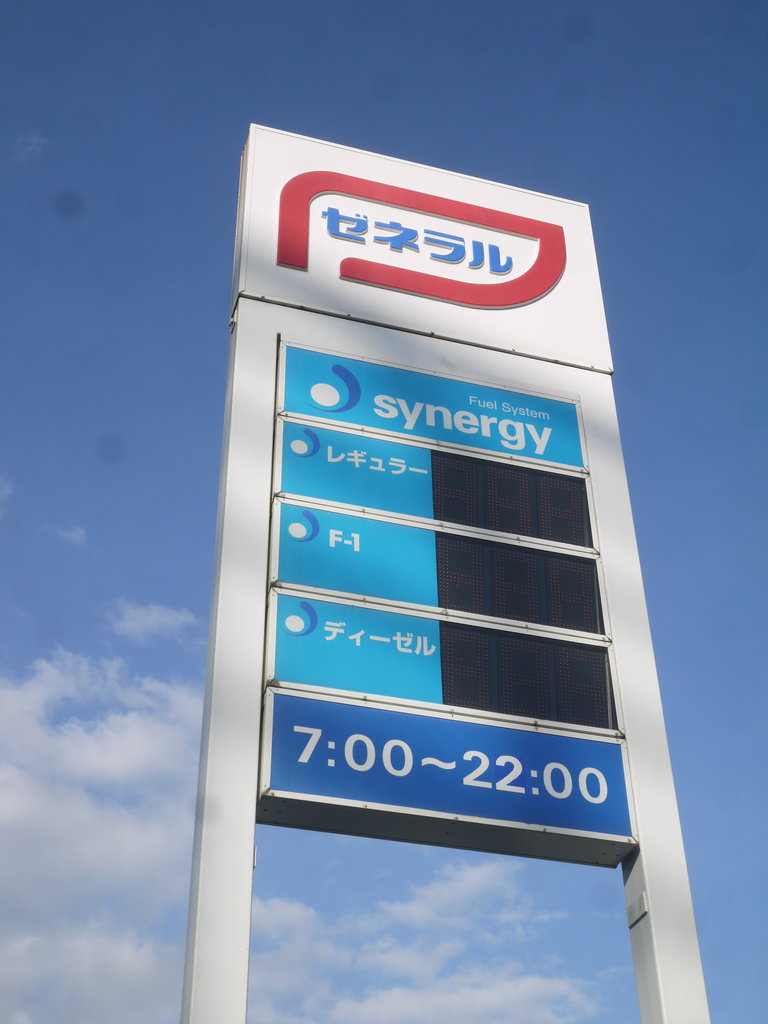 ゼネラル
Fuel System
synergy
レギュラー
F-1
ディーゼル
7:00～22:00